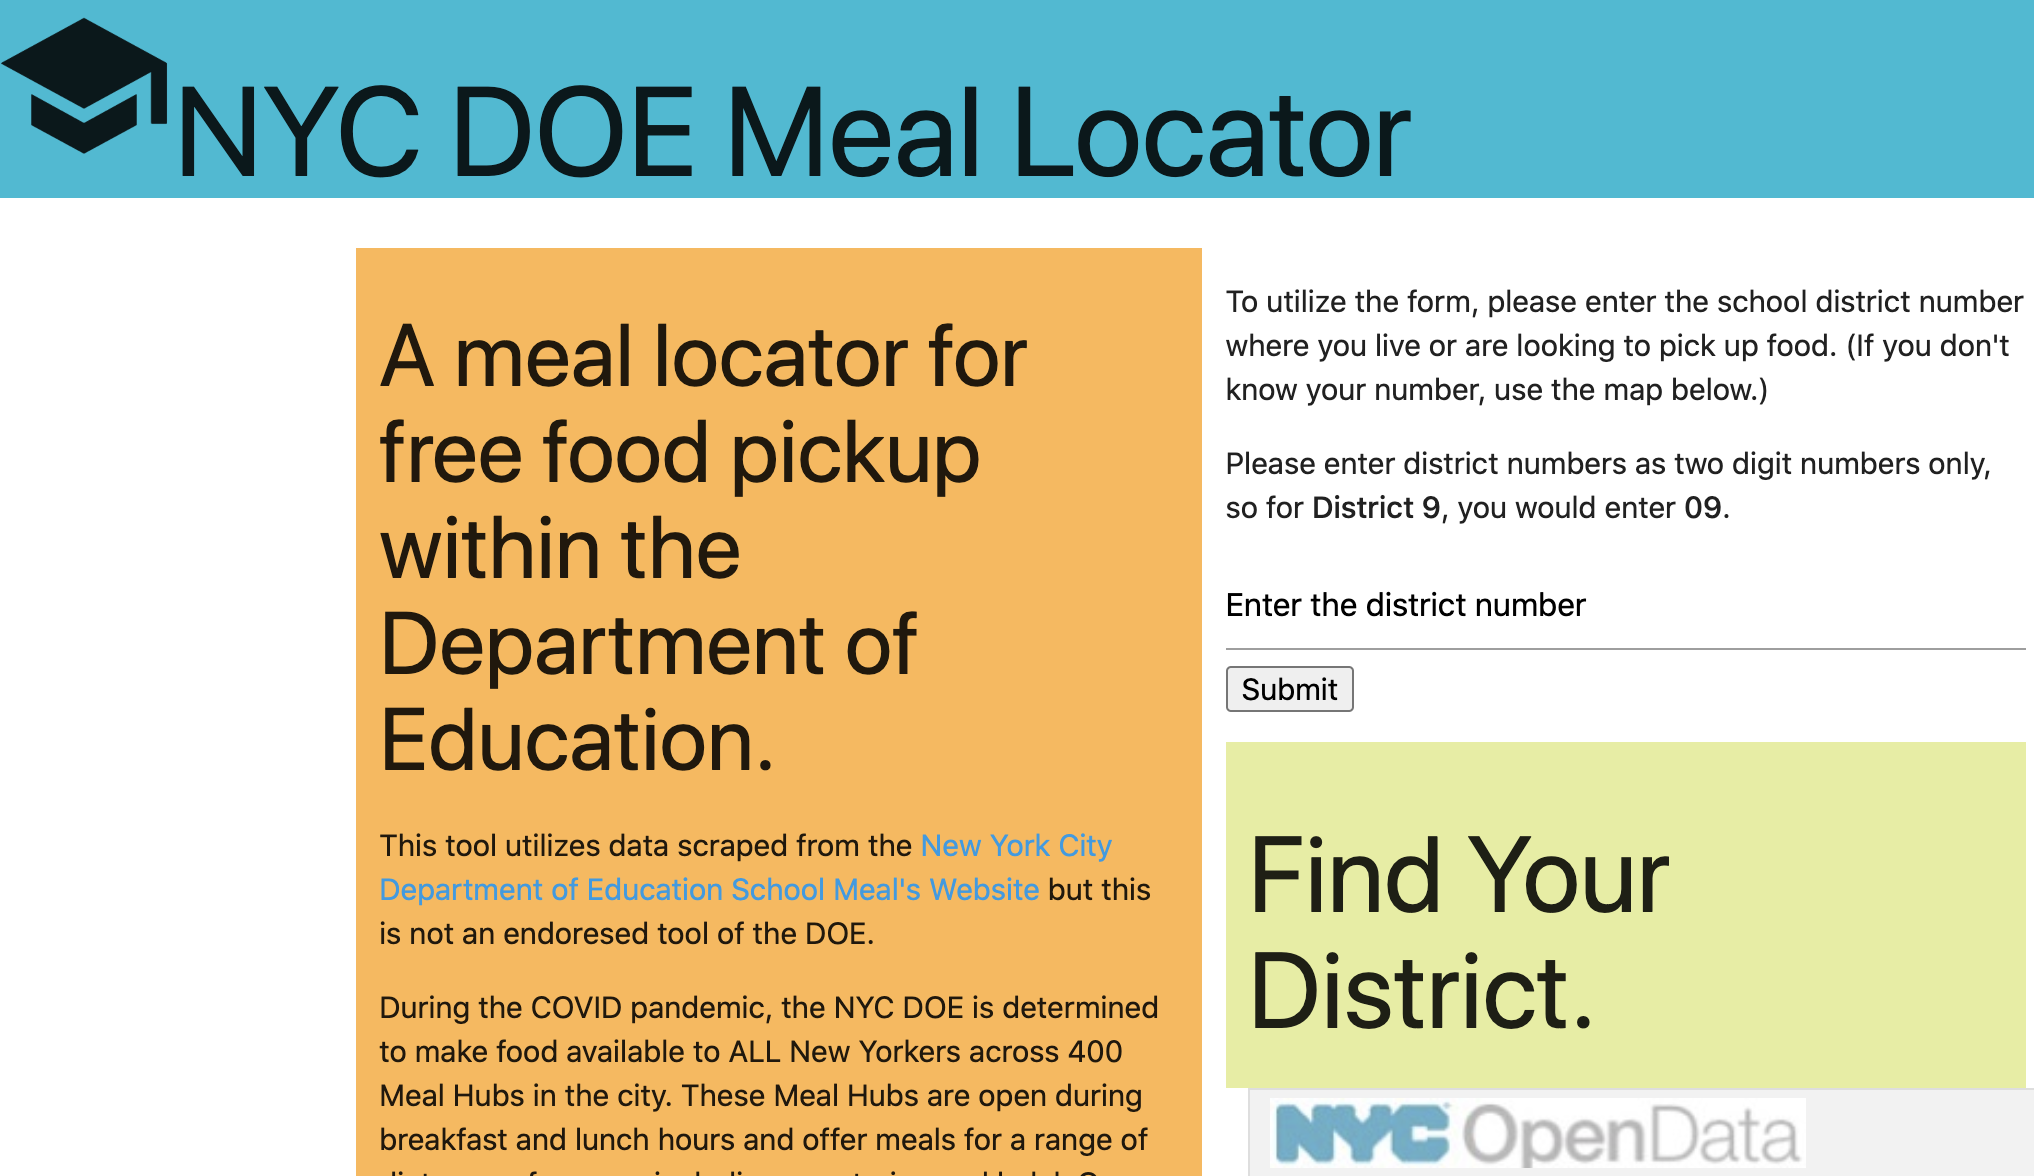 NYC DOE Meal Locator
A meal locator for
free food pickup
within the
Department of
Education.
This tool utilizes data scraped from the New York City
Department of Education School Meal's Website but this
is not an endoresed tool of the DOE.
During the COVID pandemic, the NYC DOE is determined
to make food available to ALL New Yorkers across 400
Meal Hubs in the city. These Meal Hubs are open during
breakfast and lunch hours and offer meals for a range of
To utilize the form, please enter the school district number
where you live or are looking to pick up food. (If you don't
know your number, use the map below.)
Please enter district numbers as two digit numbers only,
so for District 9, you would enter 09.
Enter the district number
Submit
Find Your
District.
NYC OpenData